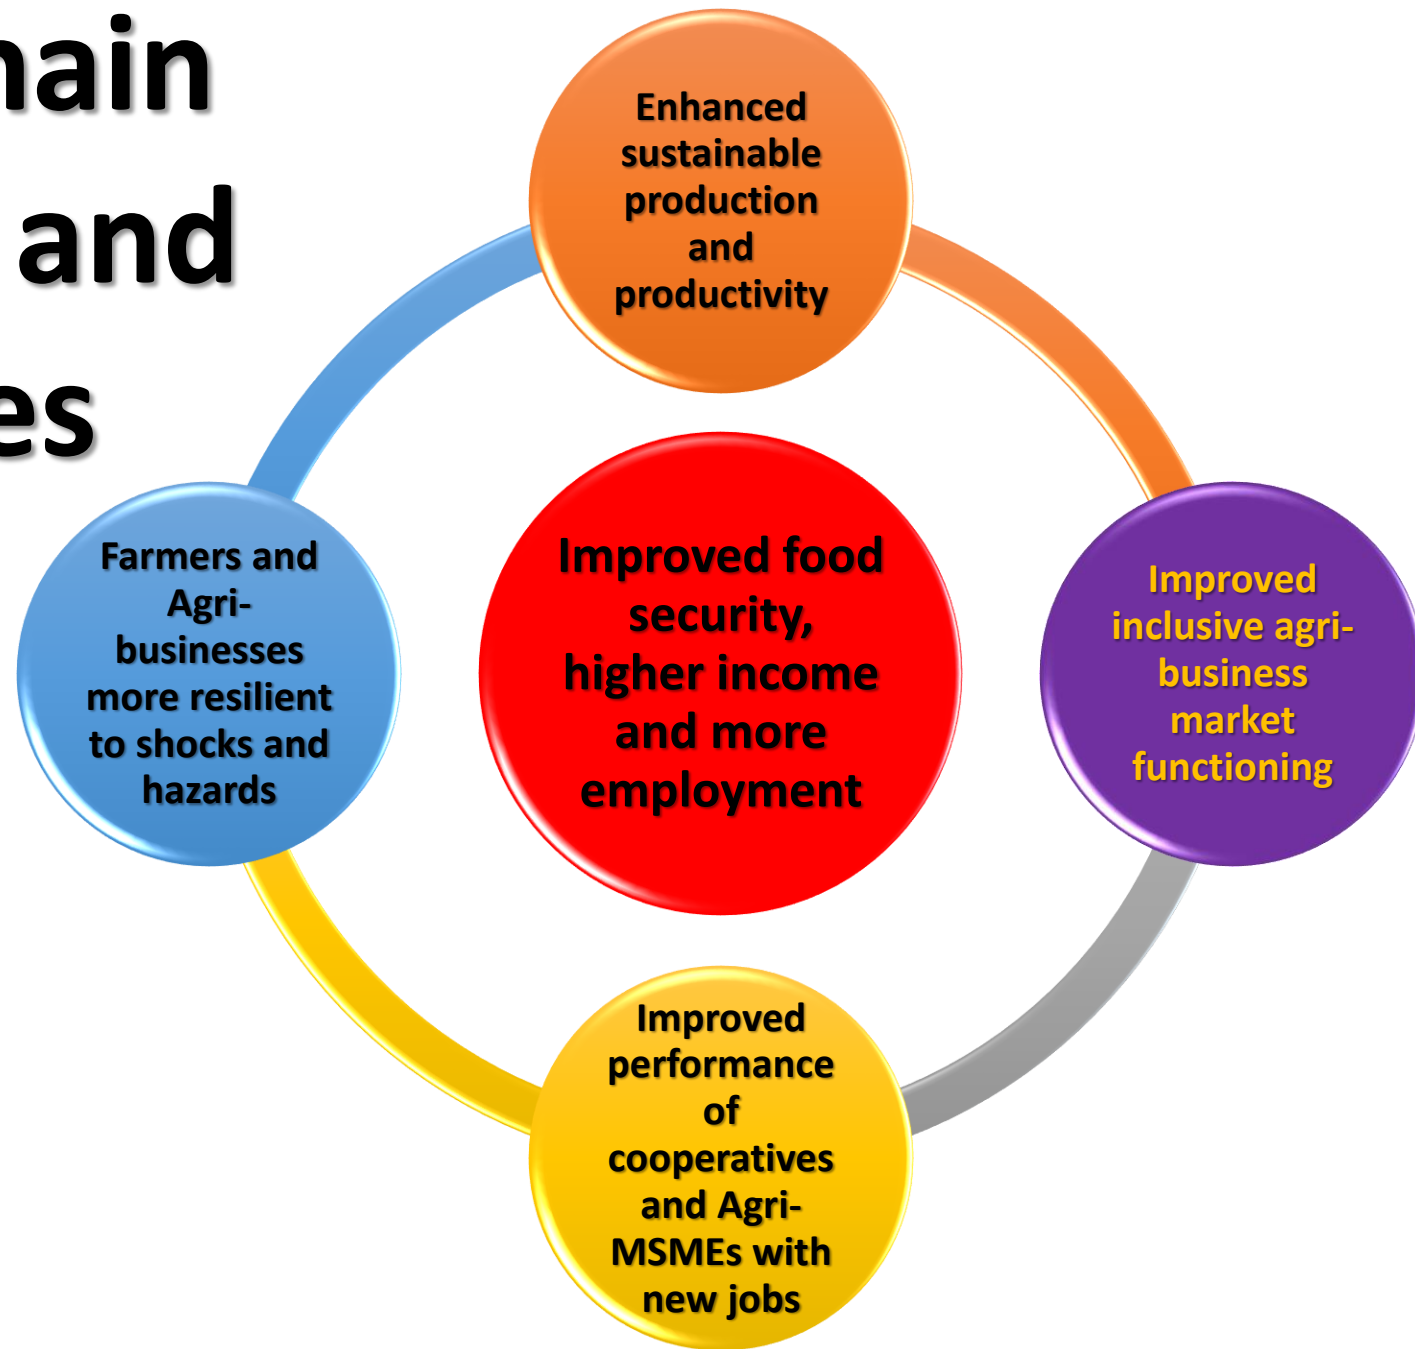 and
Enhanced
sustainable
production
and
productivity
Farmers and
Agri-
businesses
more resilient
to shocks and
hazards
Improved food
security,
higher income
and more
employment
Improved
inclusive agri-
business
market
functioning
Improved
performance
of
cooperatives
and Agri-
MSMEs with
new jobs